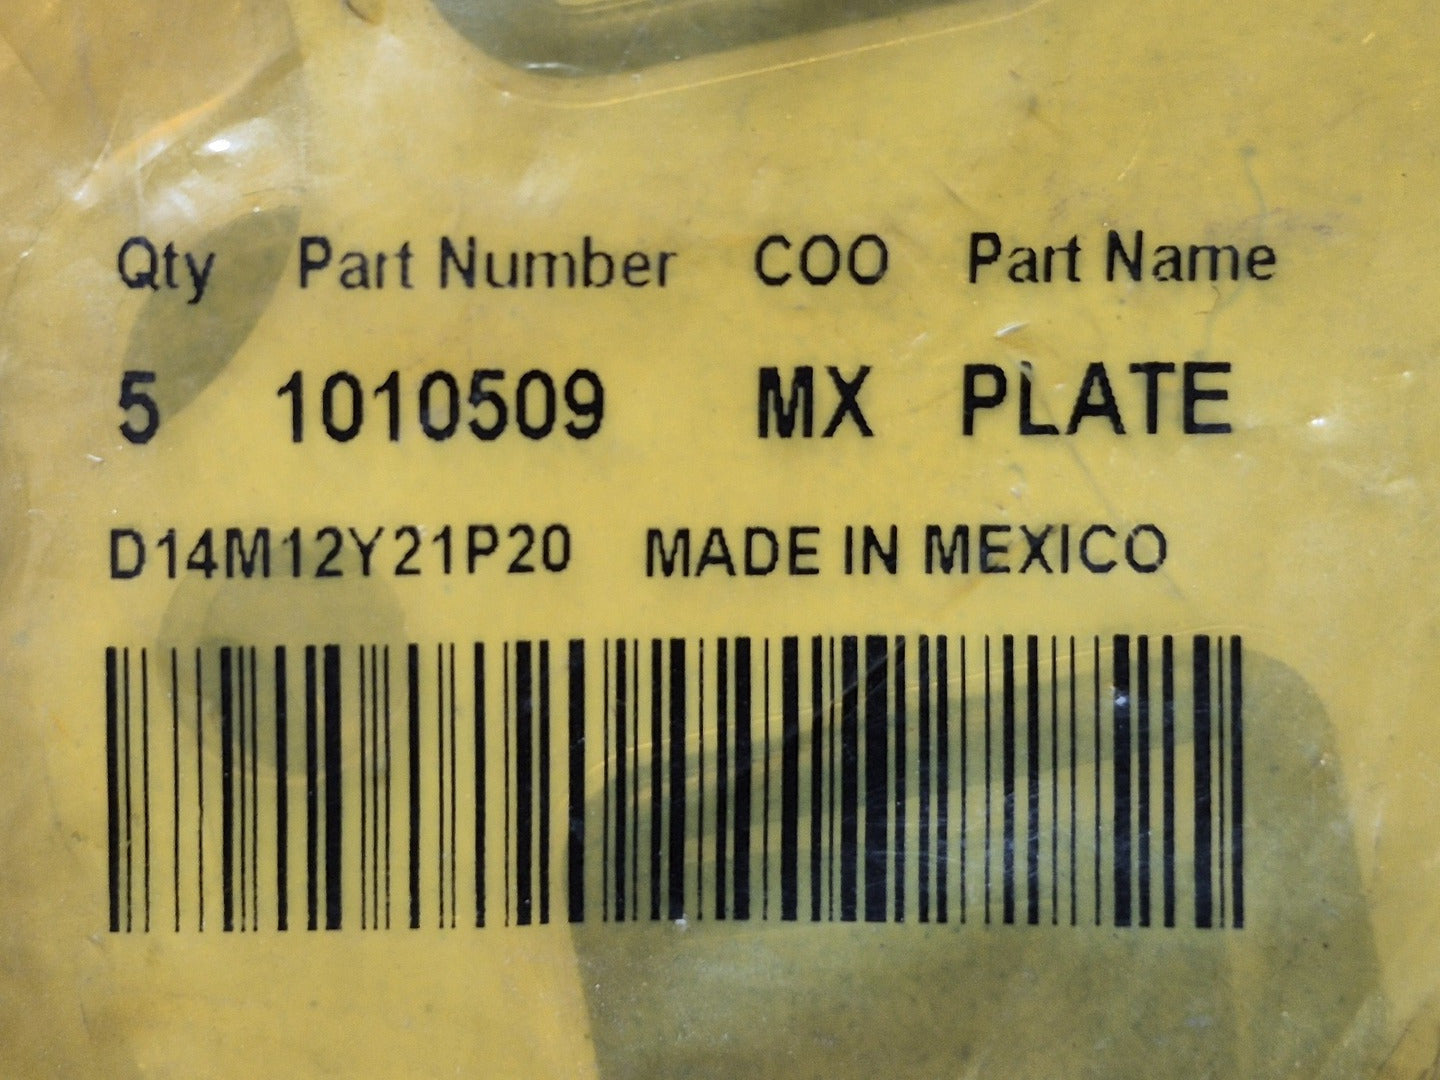 Qty Part Number COO Part Name
5 1010509 MX PLATE
D14M12Y21P20 MADE IN MEXICO